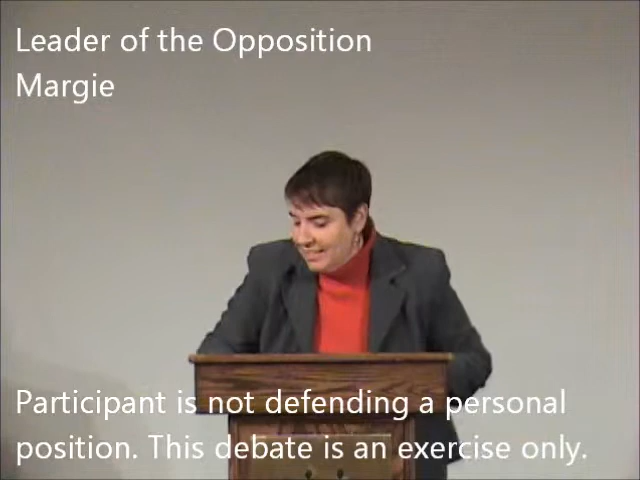 Leader of the Opposition
Margie
Participant is not defending a personal
position. This debate is an exercise only.